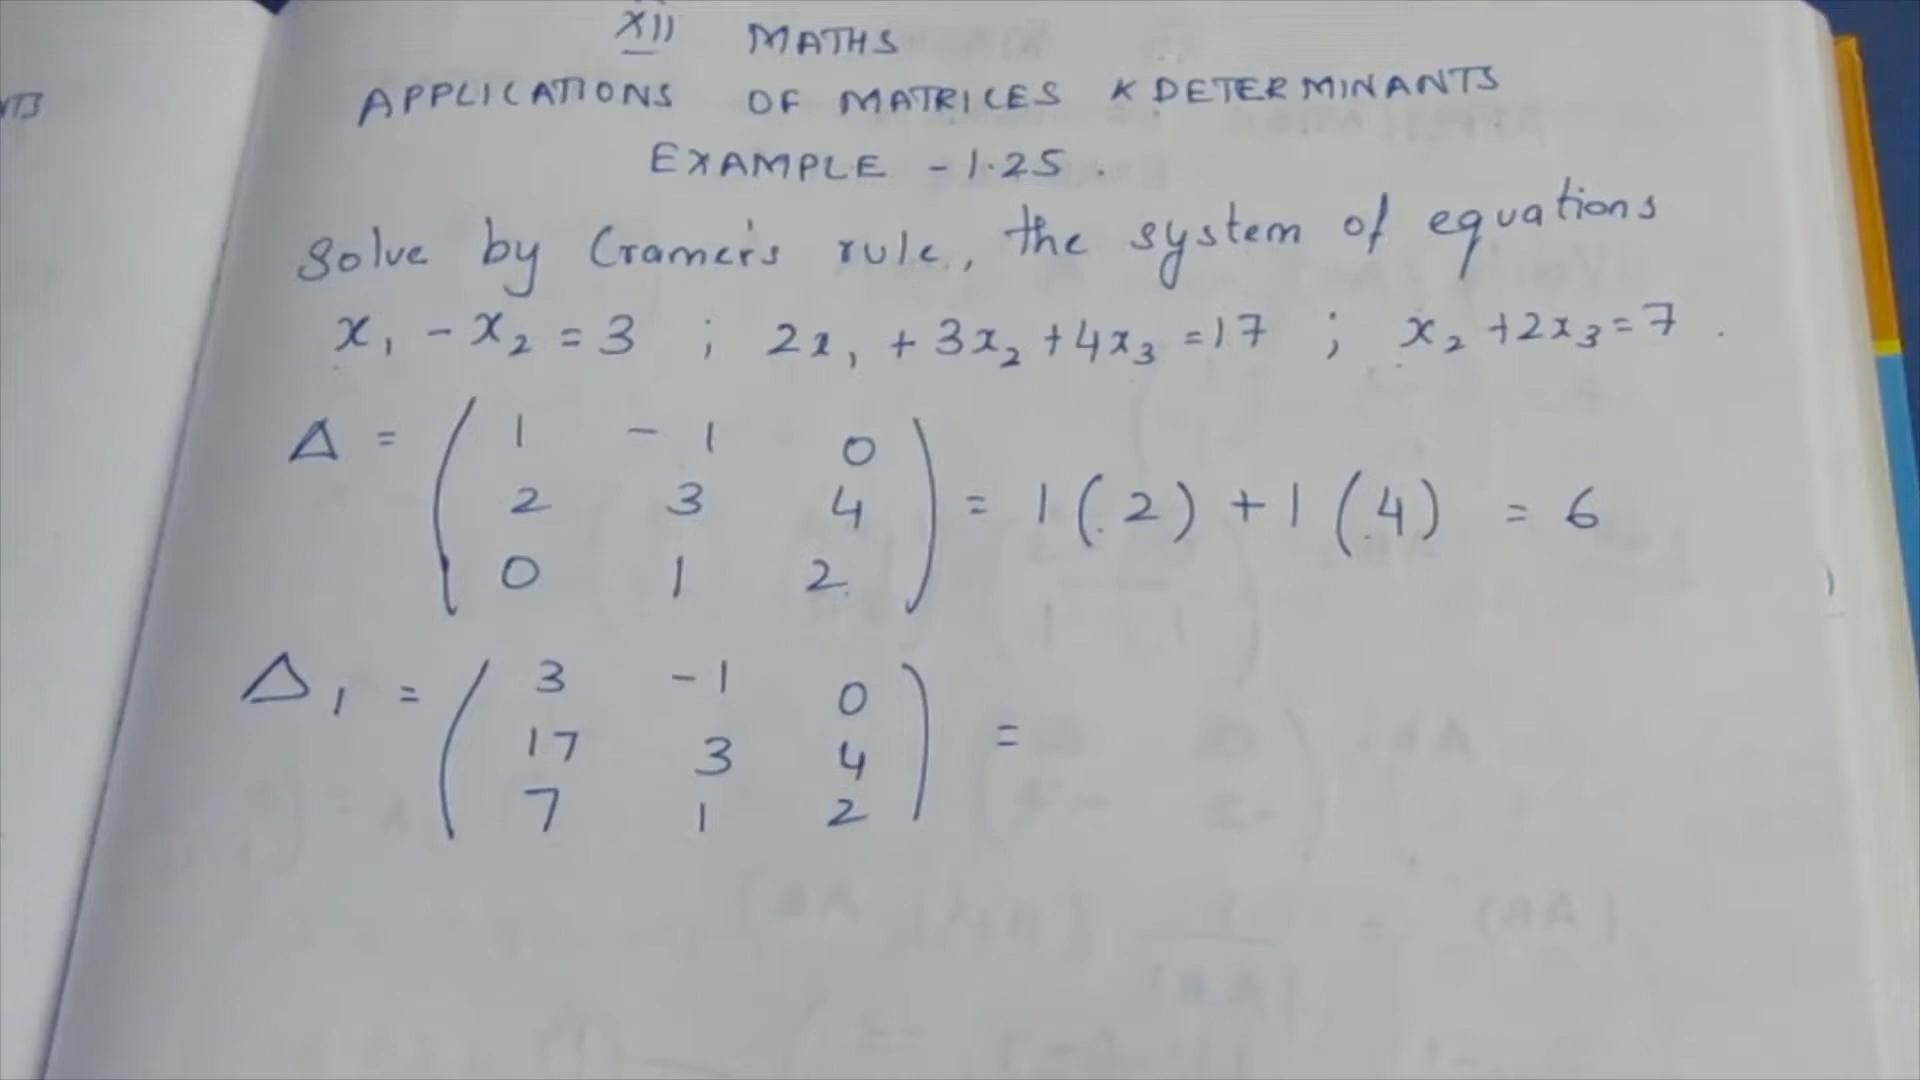 XII MATHS
APPLICATIONS OF MATRICES & DETERMINANTS
EXAMPLE - 1.25.
Solve by Cramer's rule, the system of equations
x₁ - x₂ = 3 ; 2x₁ + 3x₂ + 4x₃ = 17 ; x₂ + 2x₃ = 7 .
Δ = ( 1 -1 0
2 3 4
0 1 2 ) = 1(2) + 1(4) = 6
Δ₁ = ( 3 -1 0
17 3 4
7 1 2 ) =